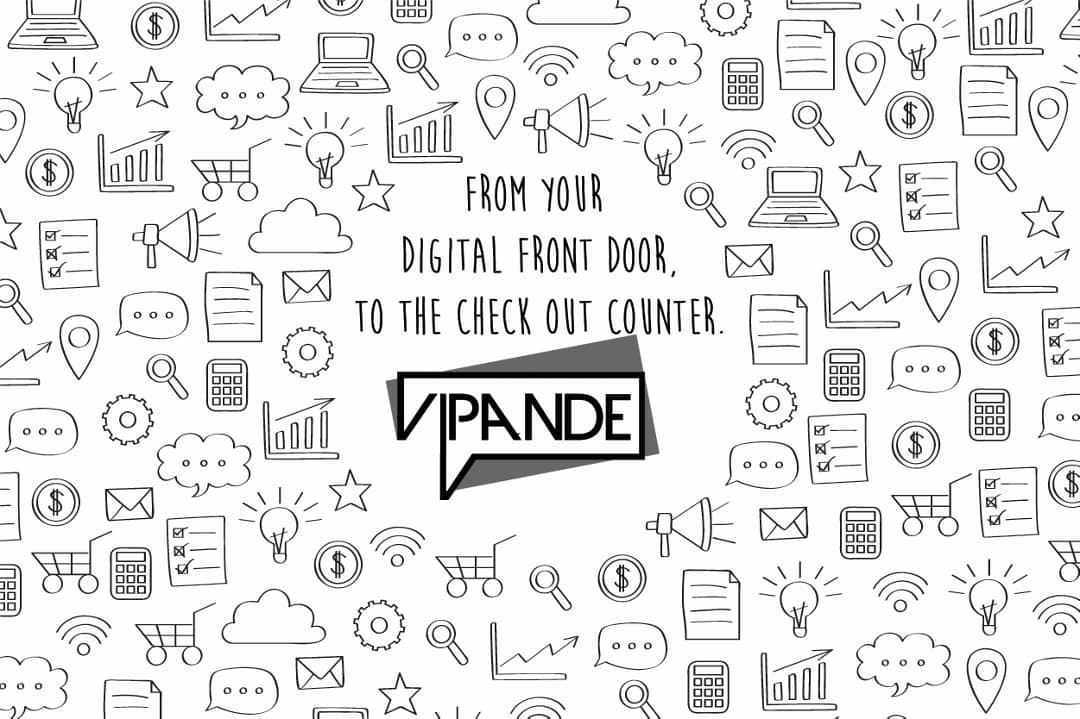 FROM YOUR
DIGITAL FRONT DOOR,
TO THE CHECK OUT COUNTER.
VIPANDE